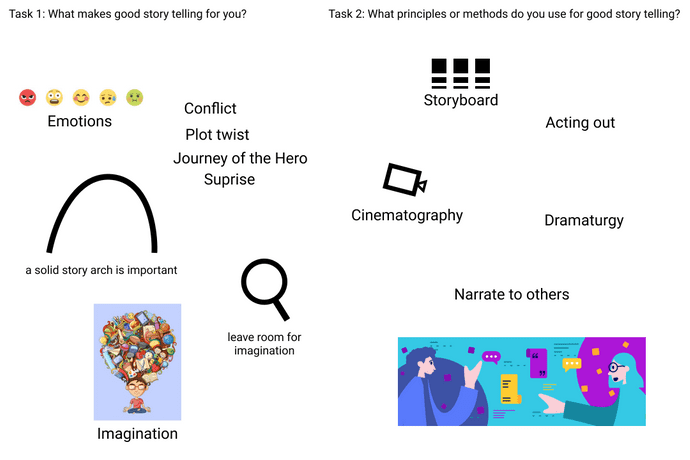 Task 1: What makes good story telling for you?
Emotions
Conflict
Plot twist
Journey of the Hero
Suprise
a solid story arch is important
leave room for
imagination
Imagination
Task 2: What principles or methods do you use for good story telling?
Storyboard
Acting out
Cinematography
Dramaturgy
Narrate to others